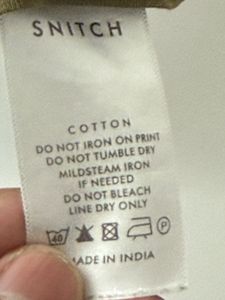 SNITCH
COTTON
DO NOT IRON ON PRINT
DO NOT TUMBLE DRY
MILDSTEAM IRON
IF NEEDED
DO NOT BLEACH
LINE DRY ONLY
40 P
MADE IN INDIA